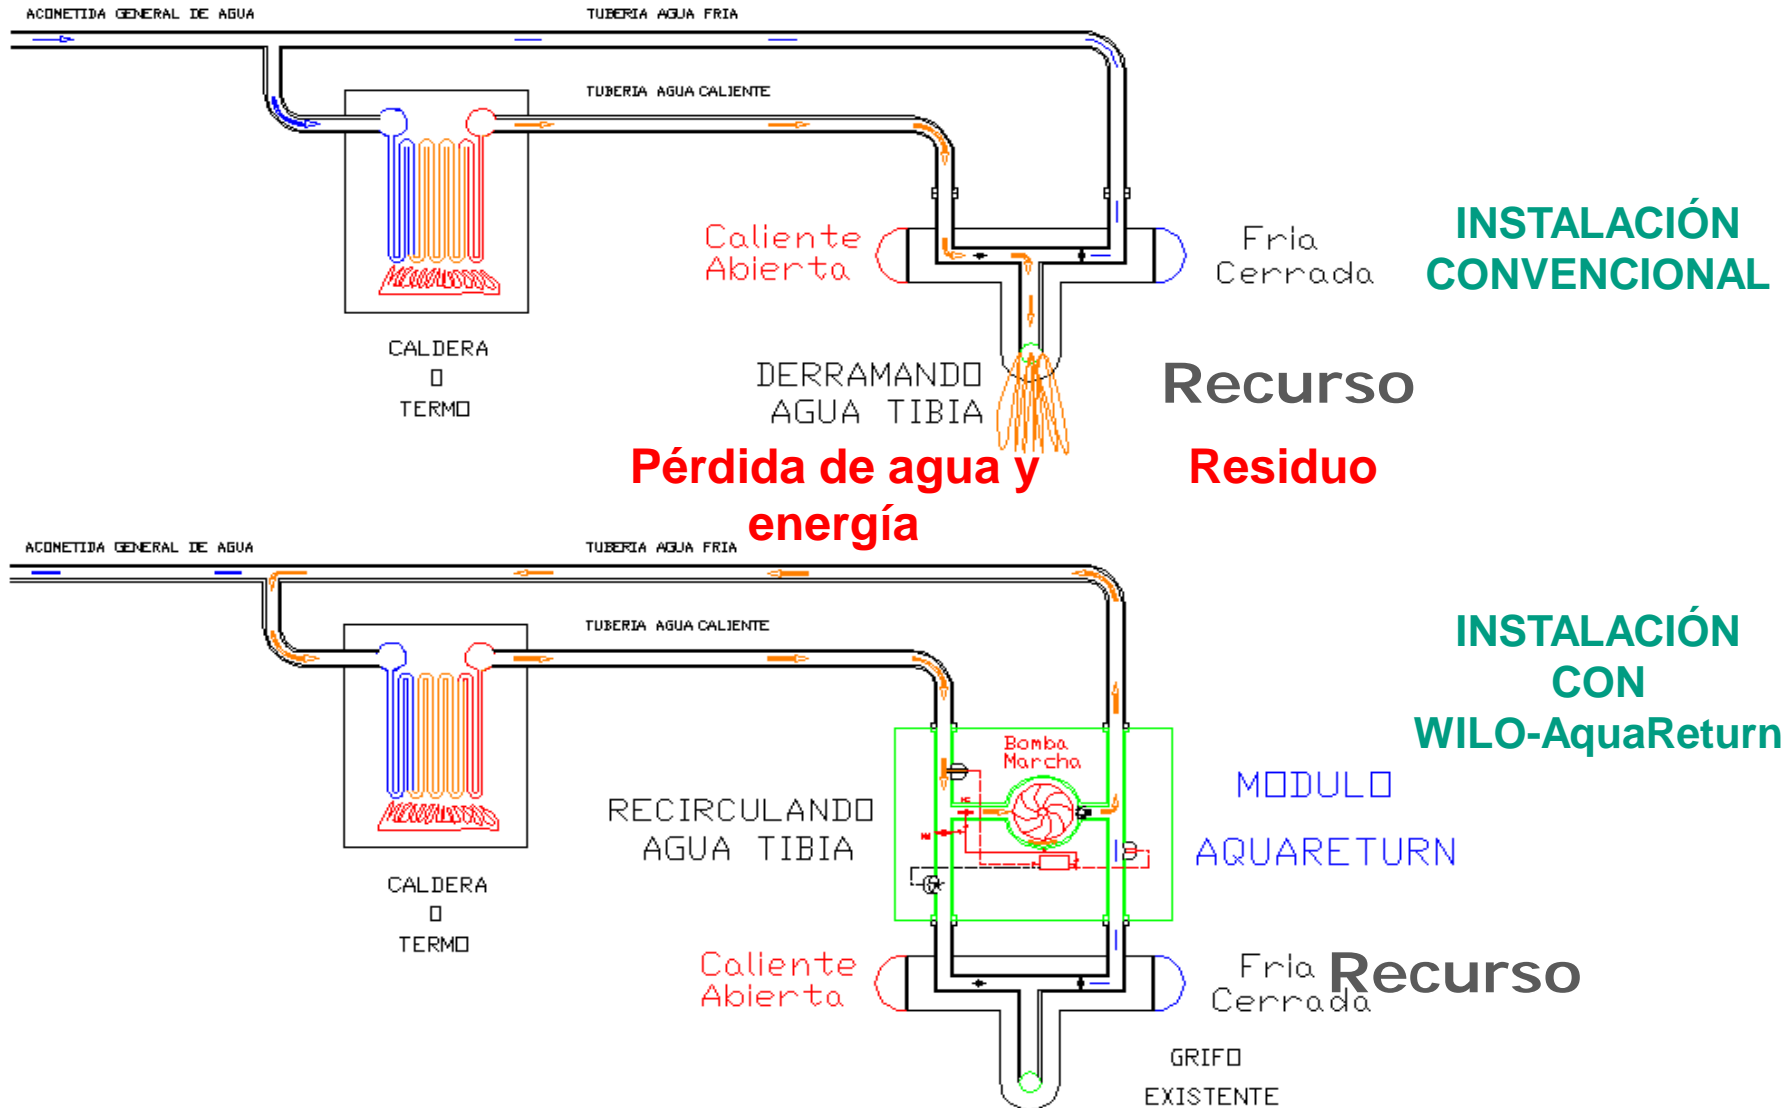 ACONETIDA GENERAL DE AGUA
TUBERIA AGUA FRIA
TUBERIA AGUA CALIENTE
Caliente
Abierta
Fria
Cerrada
INSTALACIÓN
CONVENCIONAL
CALDERA
O
TERMO
DERRAMANDO
AGUA TIBIA
Recurso
Pérdida de agua y
energía
Residuo
ACONETIDA GENERAL DE AGUA
TUBERIA AGUA FRIA
TUBERIA AGUA CALIENTE
INSTALACIÓN
CON
WILO-AquaReturn
Bomba
Marcha
MODULO
AQUARETURN
RECIRCULANDO
AGUA TIBIA
CALDERA
O
TERMO
Caliente
Abierta
Fria
Cerrada
Recurso
GRIFO
EXISTENTE